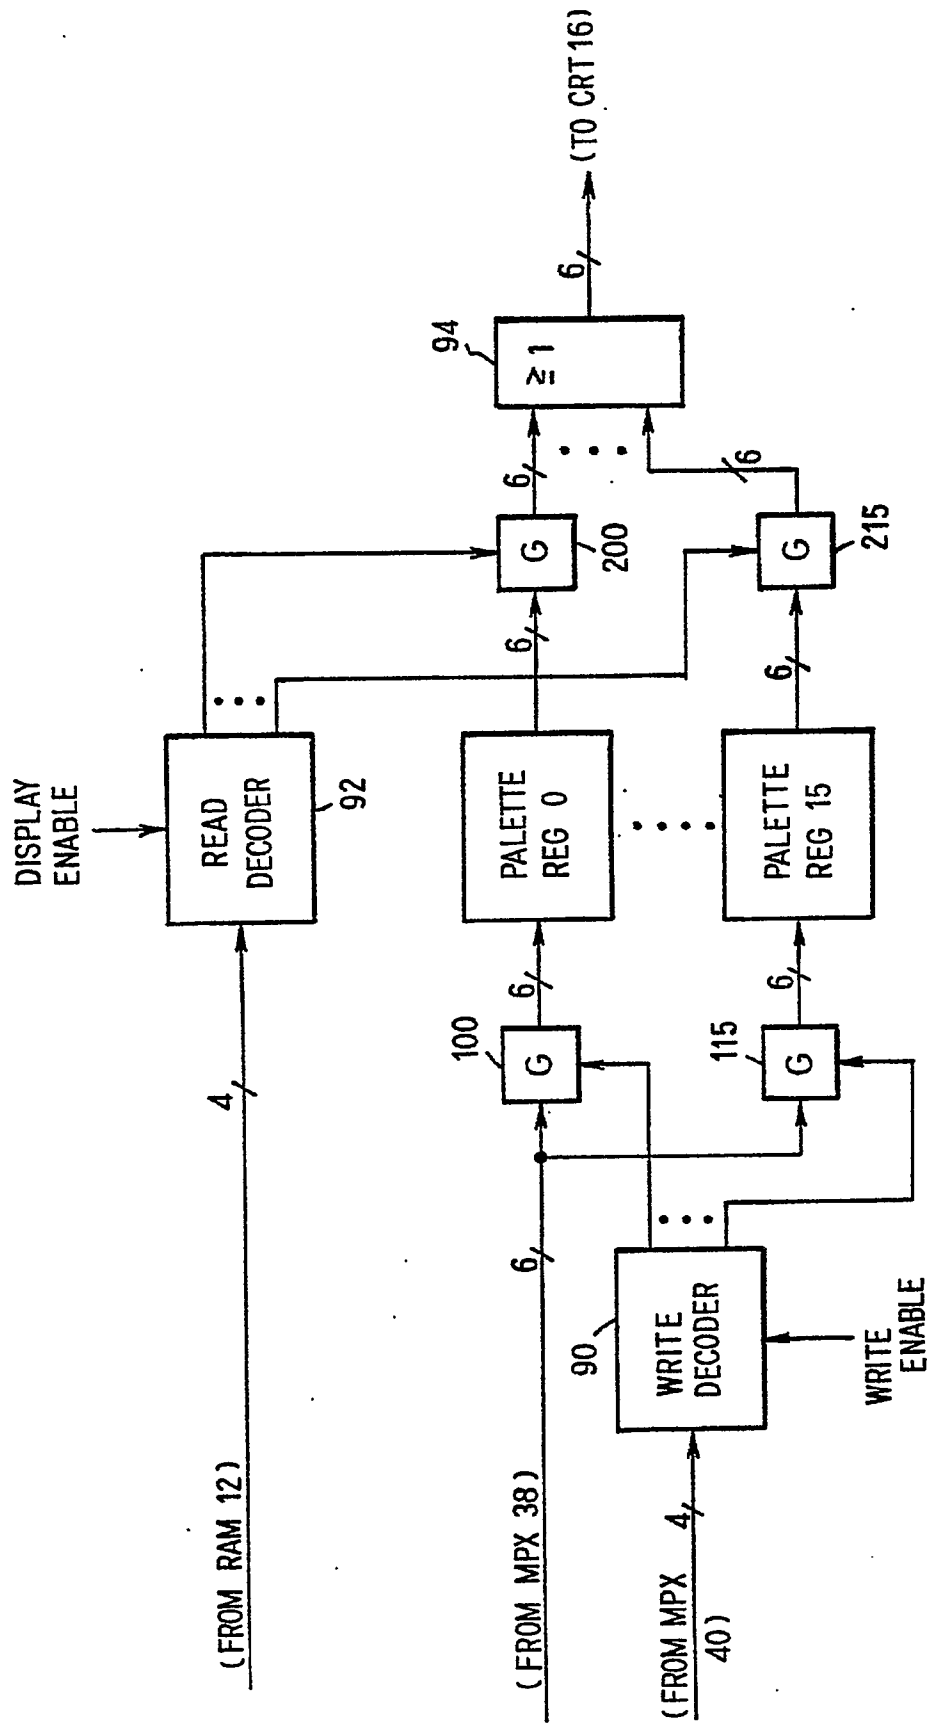 DISPLAY
ENABLE
(FROM RAM 12)
4
READ
DECODER
92
(FROM MPX 38)
6
100
G
6
PALETTE
REG 0
6
G
200
6
94
≥1
6
(TO CRT16)
(FROM MPX
40)
4
90
WRITE
DECODER
WRITE
ENABLE
115
G
6
PALETTE
REG 15
6
G
215
6